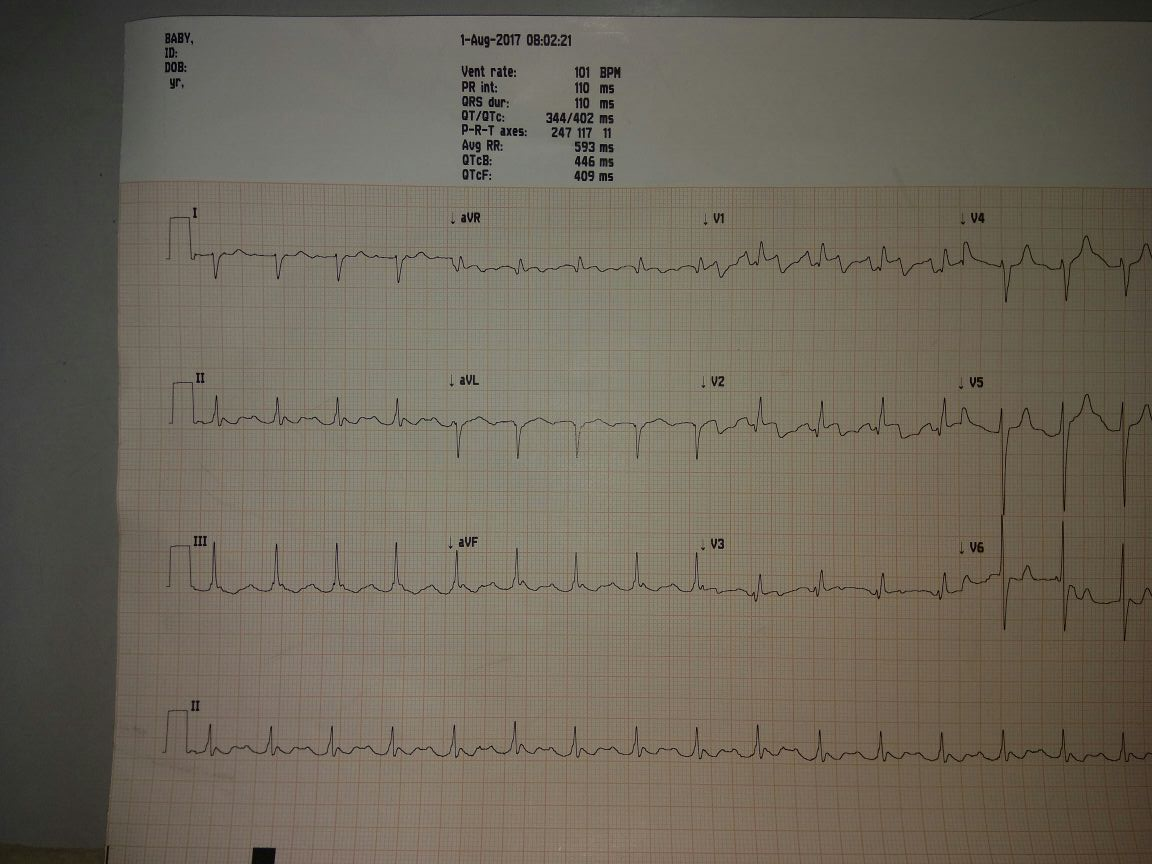 BABY,
ID:
DOB:
yr,
1-Aug-2017 08:02:21
Vent rate: 101 BPM
PR int: 110 ms
QRS dur: 110 ms
QT/QTc: 344/402 ms
P-R-T axes: 247 117 11
Avg RR: 593 ms
QTcB: 446 ms
QTcF: 409 ms
I ↓ aVR ↓ V1 ↓ V4
II ↓ aVL ↓ V2 ↓ V5
III ↓ aVF ↓ V3 ↓ V6
II